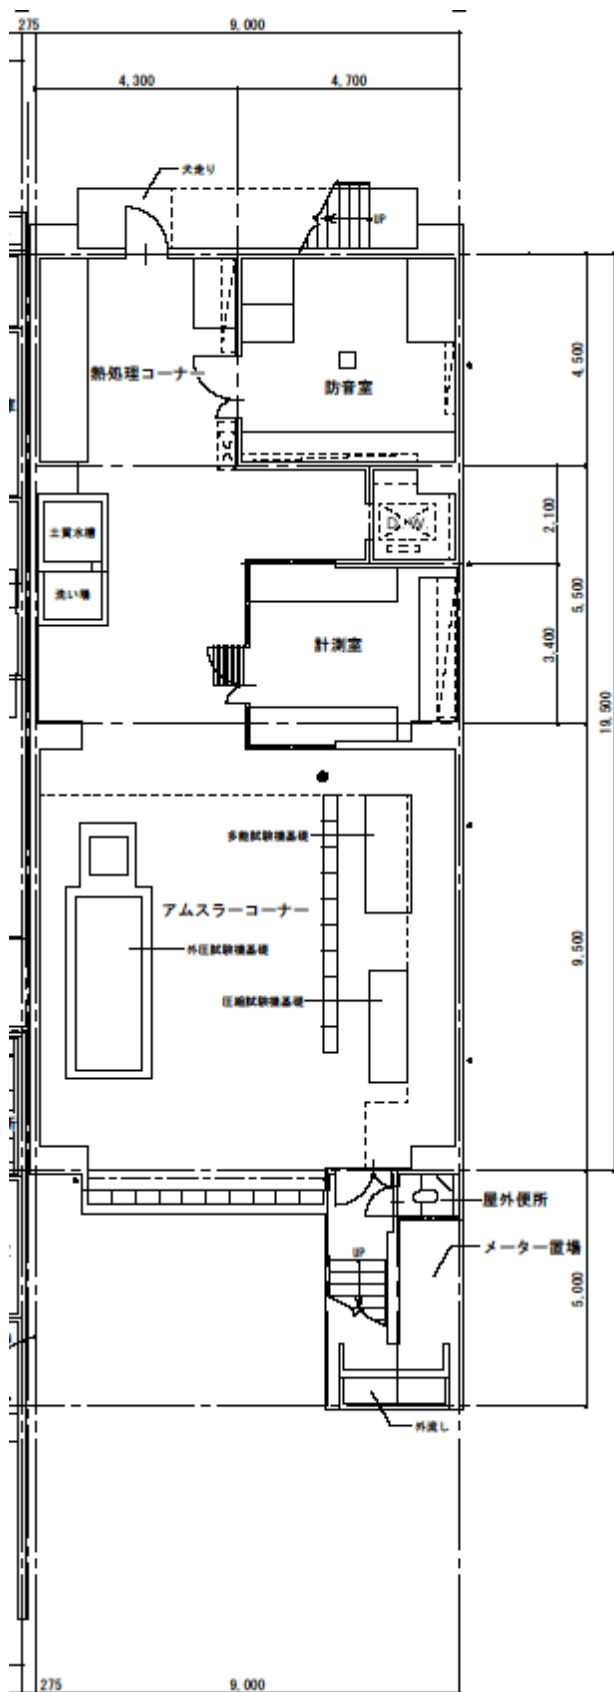 275
9,000
4,300
4,700
犬走り
UP
熱処理コーナー
防音室
4,500
土質水槽
D W
2,100
洗い場
計測室
5,500
3,400
19,500
多能試験機基礎
アムスラーコーナー
外圧試験機基礎
圧縮試験機基礎
9,500
屋外便所
メーター置場
UP
5,000
外流し
275
9,000